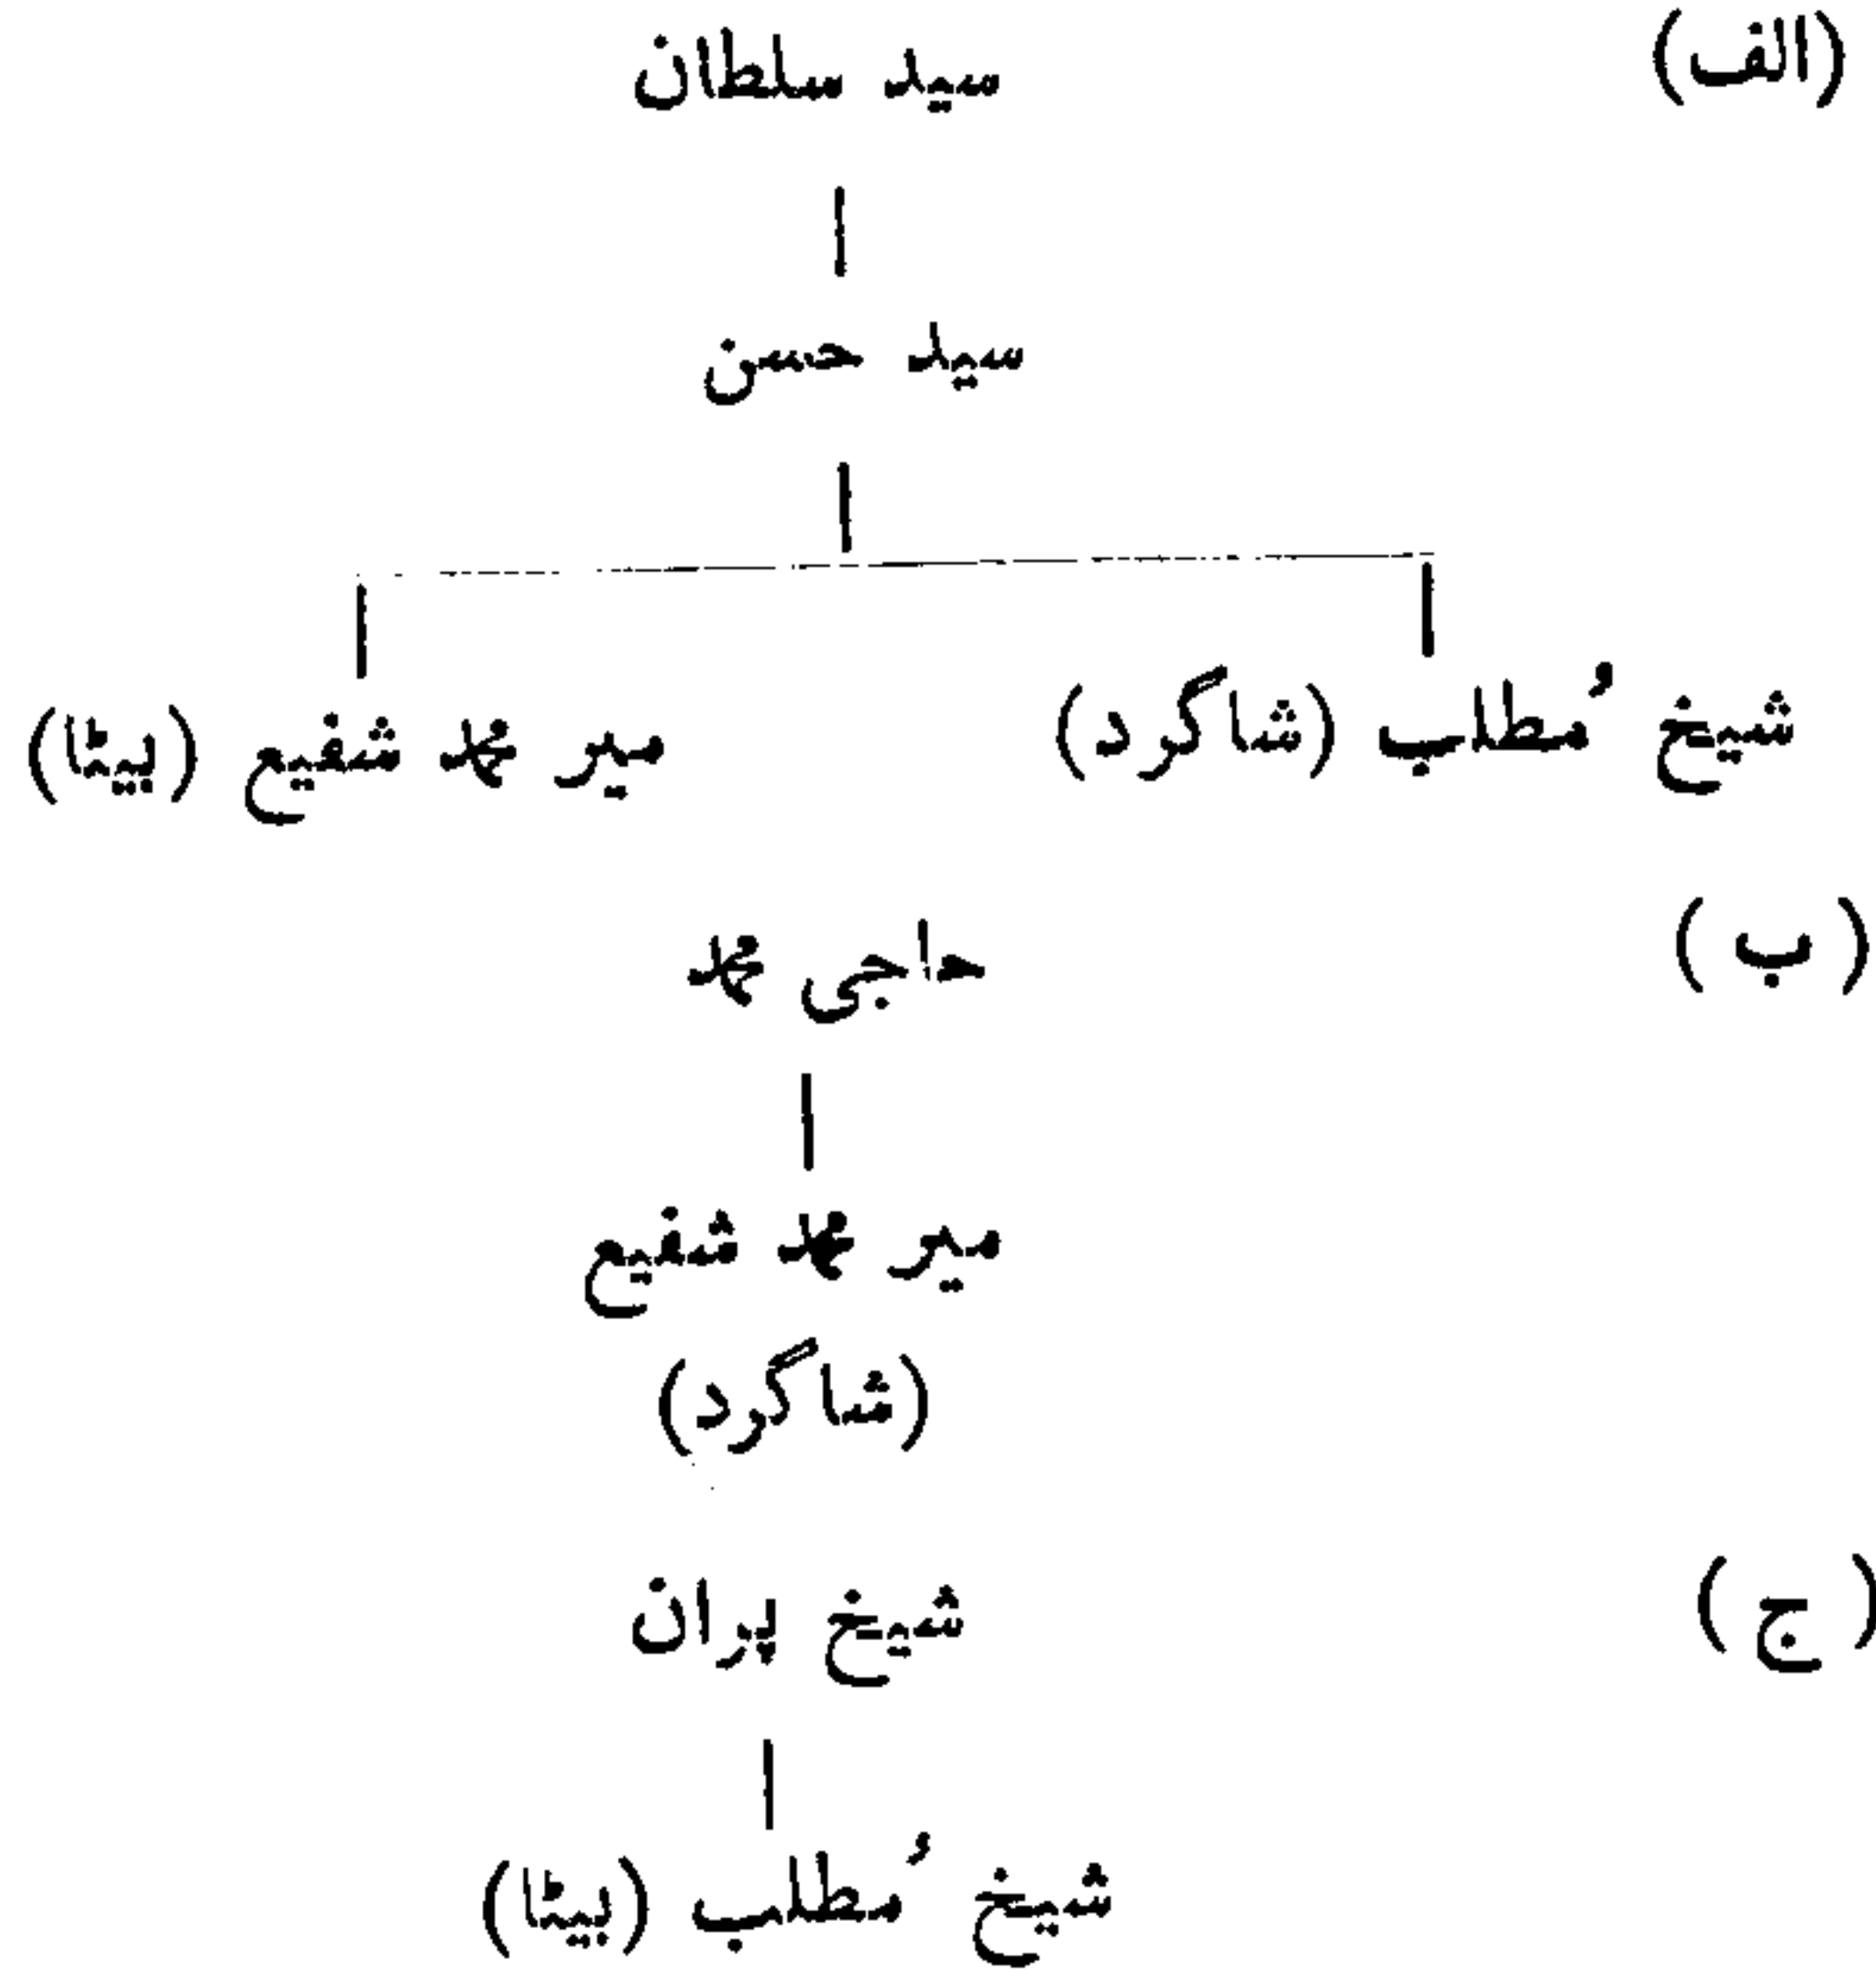 (الف) سید سلطان
سید حسن
شیخ مُطلب (شاگرد) میر محمد شفیع (بیٹا)
(ب) حاجی محمد
میر محمد شفیع
(شاگرد)
(ج) شیخ پران
شیخ مُطلب (بیٹا)